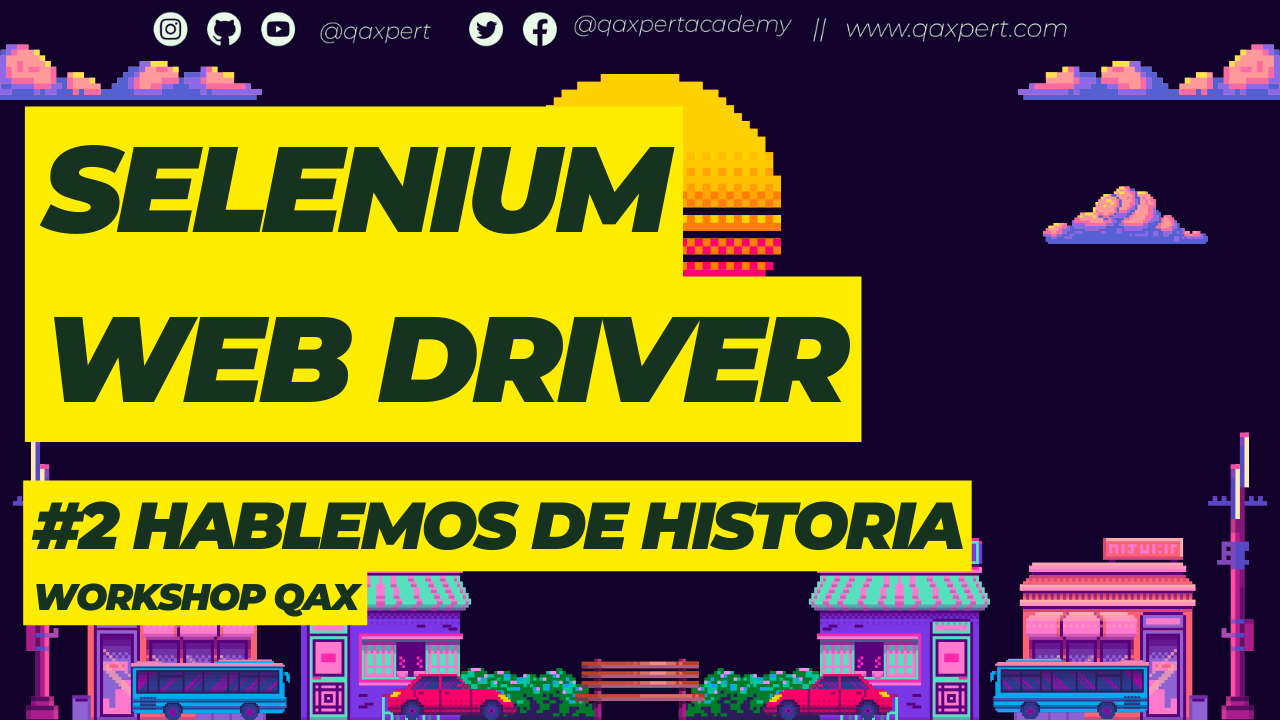 @qaxpert @qaxpertacademy || www.qaxpert.com
SELENIUM
WEB DRIVER
#2 HABLEMOS DE HISTORIA
WORKSHOP QAX